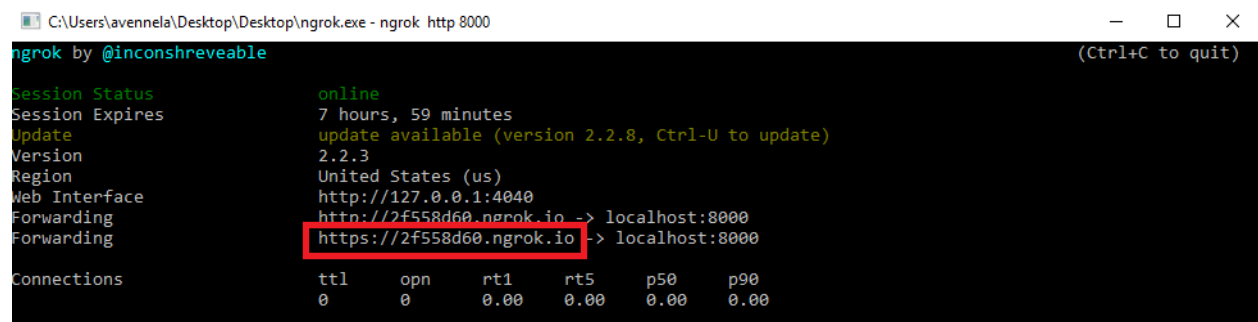 C:\Users\avennela\Desktop\Desktop\ngrok.exe - ngrok http 8000
ngrok by @inconshreveable (Ctrl+C to quit)
Session Status online
Session Expires 7 hours, 59 minutes
Update update available (version 2.2.8, Ctrl-U to update)
Version 2.2.3
Region United States (us)
Web Interface http://127.0.0.1:4040
Forwarding http://2f558d60.ngrok.io -> localhost:8000
Forwarding https://2f558d60.ngrok.io -> localhost:8000
Connections ttl opn rt1 rt5 p50 p90
0 0 0.00 0.00 0.00 0.00